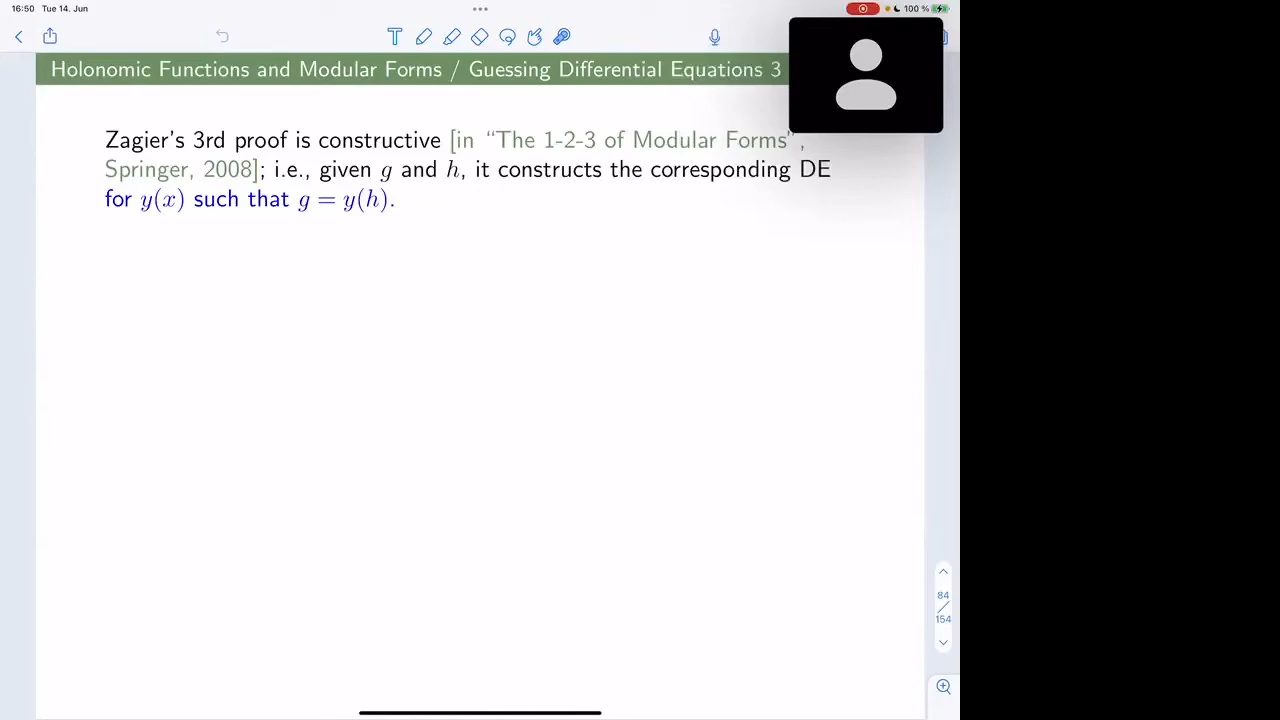 16:50 Tue 14. Jun
100 %
Holonomic Functions and Modular Forms / Guessing Differential Equations 3
Zagier's 3rd proof is constructive [in “The 1-2-3 of Modular Forms”,
Springer, 2008]; i.e., given g and h, it constructs the corresponding DE
for y(x) such that g = y(h).
84
/
154